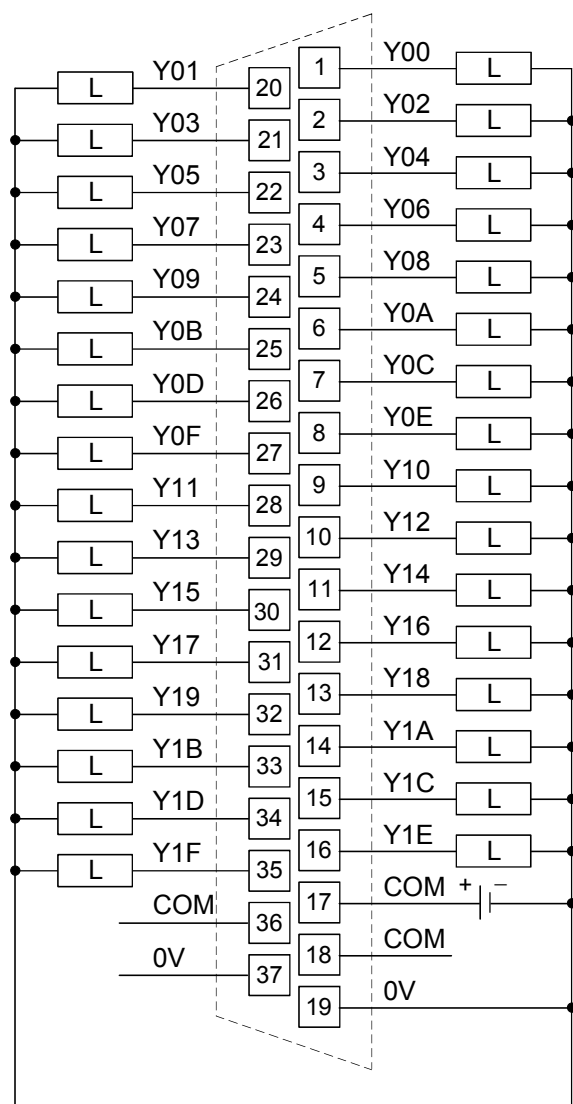 1 Y00 L
L Y01 20
2 Y02 L
L Y03 21
3 Y04 L
L Y05 22
4 Y06 L
L Y07 23
5 Y08 L
L Y09 24
6 Y0A L
L Y0B 25
7 Y0C L
L Y0D 26
8 Y0E L
L Y0F 27
9 Y10 L
L Y11 28
10 Y12 L
L Y13 29
11 Y14 L
L Y15 30
12 Y16 L
L Y17 31
13 Y18 L
L Y19 32
14 Y1A L
L Y1B 33
15 Y1C L
L Y1D 34
16 Y1E L
L Y1F 35
17 COM + −
COM 36
18 COM
0V 37
19 0V